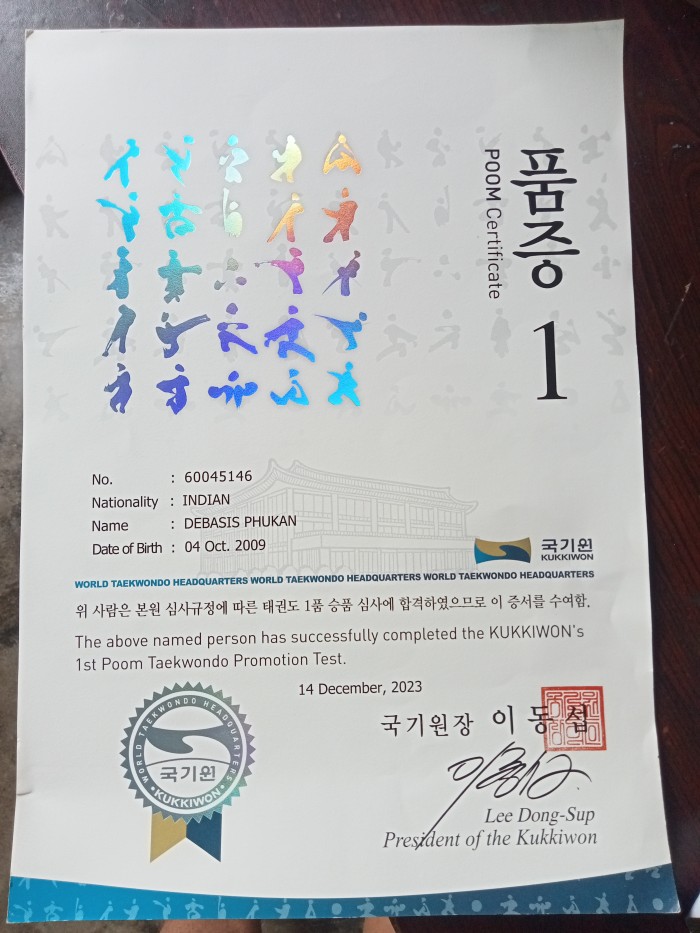 품증
POOM Certificate
1
No. : 60045146
Nationality : INDIAN
Name : DEBASIS PHUKAN
Date of Birth : 04 Oct. 2009
국기원
KUKKIWON
WORLD TAEKWONDO HEADQUARTERS WORLD TAEKWONDO HEADQUARTERS WORLD TAEKWONDO HEADQUARTERS
위 사람은 본원 심사규정에 따른 태권도 1품 승품 심사에 합격하였으므로 이 증서를 수여함.
The above named person has successfully completed the KUKKIWON's
1st Poom Taekwondo Promotion Test.
14 December, 2023
국기원장 이동섭
WORLD TAEKWONDO HEADQUARTERS
국기원
KUKKIWON
Lee Dong-Sup
President of the Kukkiwon